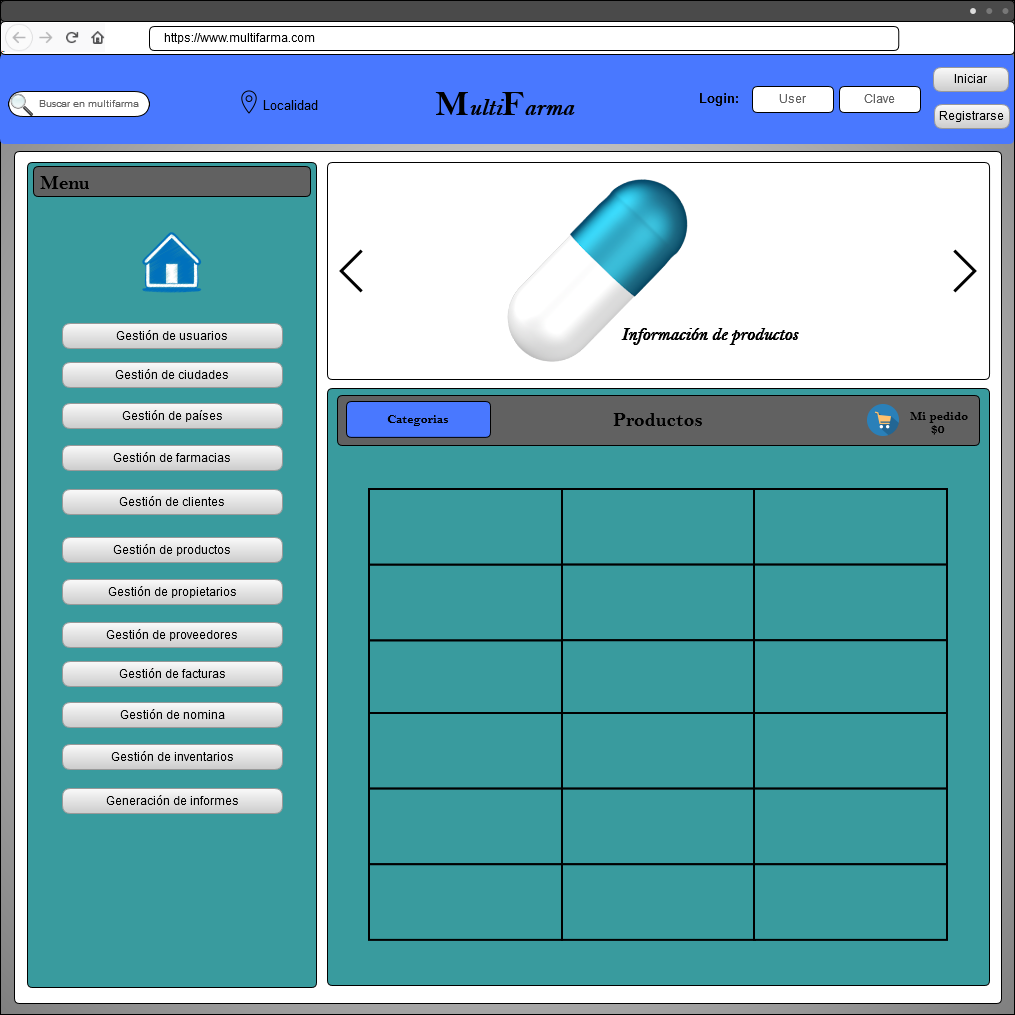 https://www.multifarma.com
Buscar en multifarma
Localidad
MultiFarma
Login:
User
Clave
Iniciar
Registrarse
Menu
Gestión de usuarios
Gestión de ciudades
Gestión de países
Gestión de farmacias
Gestión de clientes
Gestión de productos
Gestión de propietarios
Gestión de proveedores
Gestión de facturas
Gestión de nomina
Gestión de inventarios
Generación de informes
Información de productos
Categorias
Productos
Mi pedido
$0